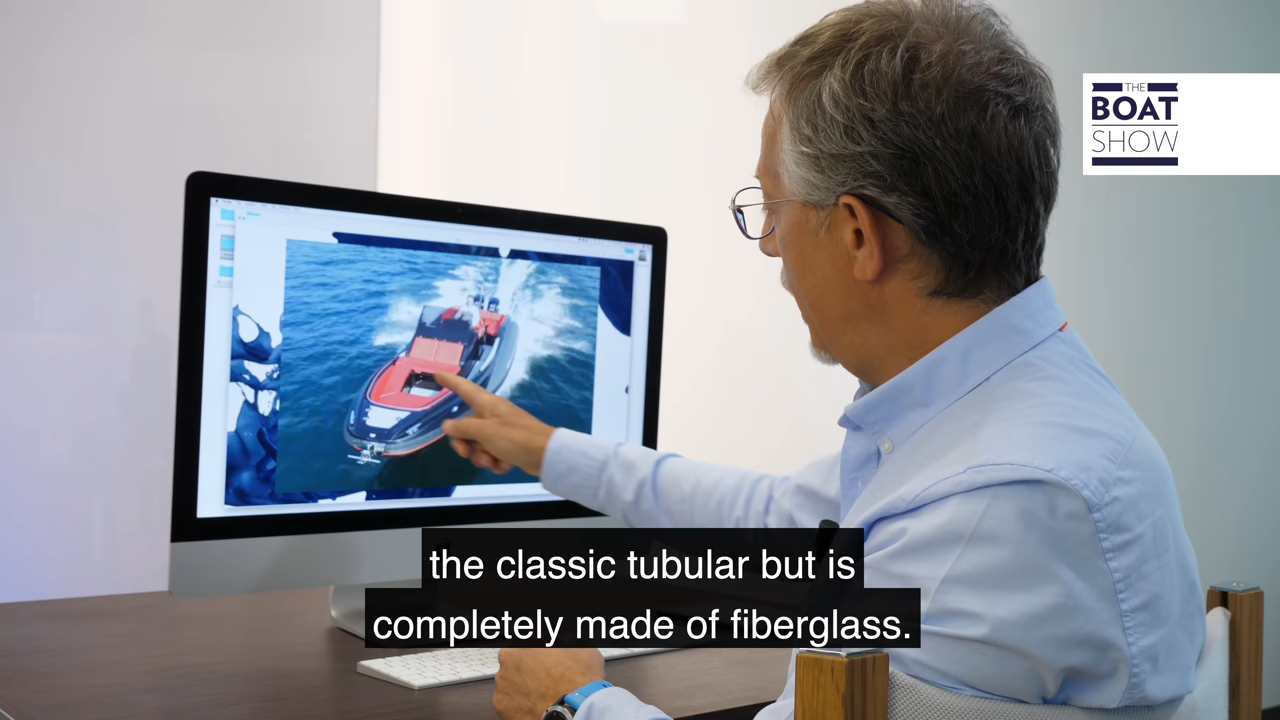 THE
BOAT
SHOW
the classic tubular but is
completely made of fiberglass.